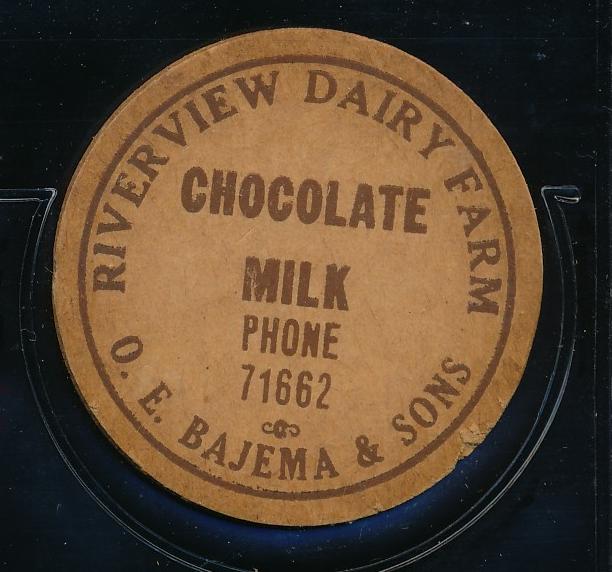 RIVERVIEW DAIRY FARM
CHOCOLATE
MILK
PHONE
71662
O. E. BAJEMA & SONS